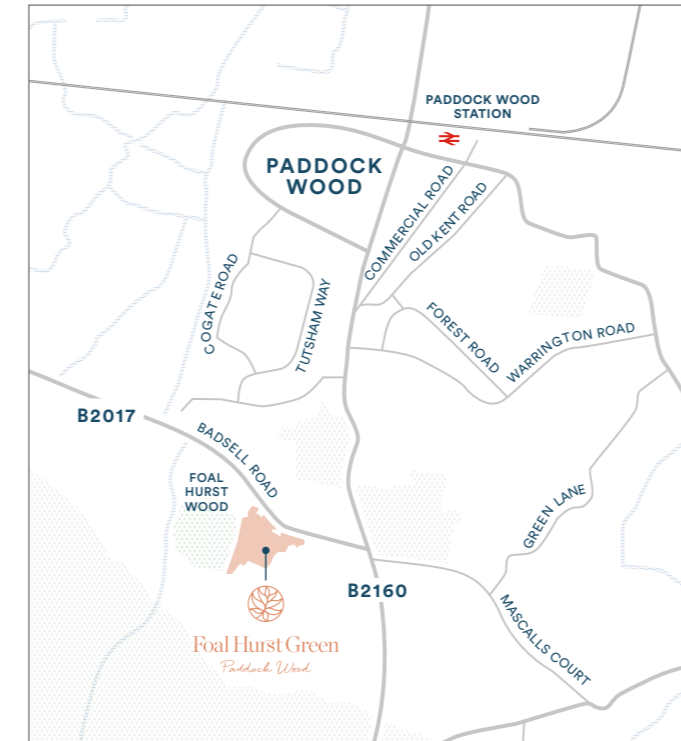 PADDOCK WOOD
STATION
PADDOCK
WOOD
COMMERCIAL ROAD
OLD KENT ROAD
COGATE ROAD
TUTSHAM WAY
FOREST ROAD
WARRINGTON ROAD
B2017
BADSELL ROAD
FOAL
HURST
WOOD
GREEN LANE
B2160
MASCALLS COURT
Foal Hurst Green
Paddock Wood